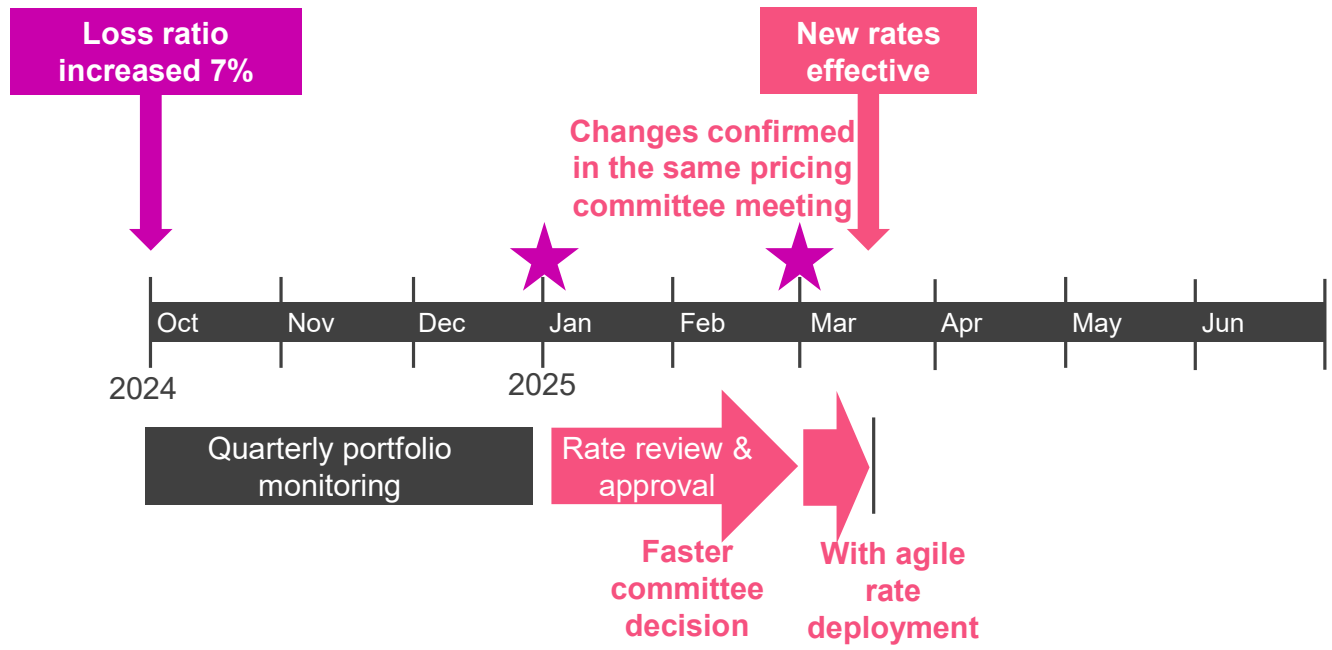 Loss ratio
increased 7%
New rates
effective
Changes confirmed
in the same pricing
committee meeting
Oct
Nov
Dec
Jan
Feb
Mar
Apr
May
Jun
2024
2025
Quarterly portfolio
monitoring
Rate review &
approval
Faster
committee
decision
With agile
rate
deployment